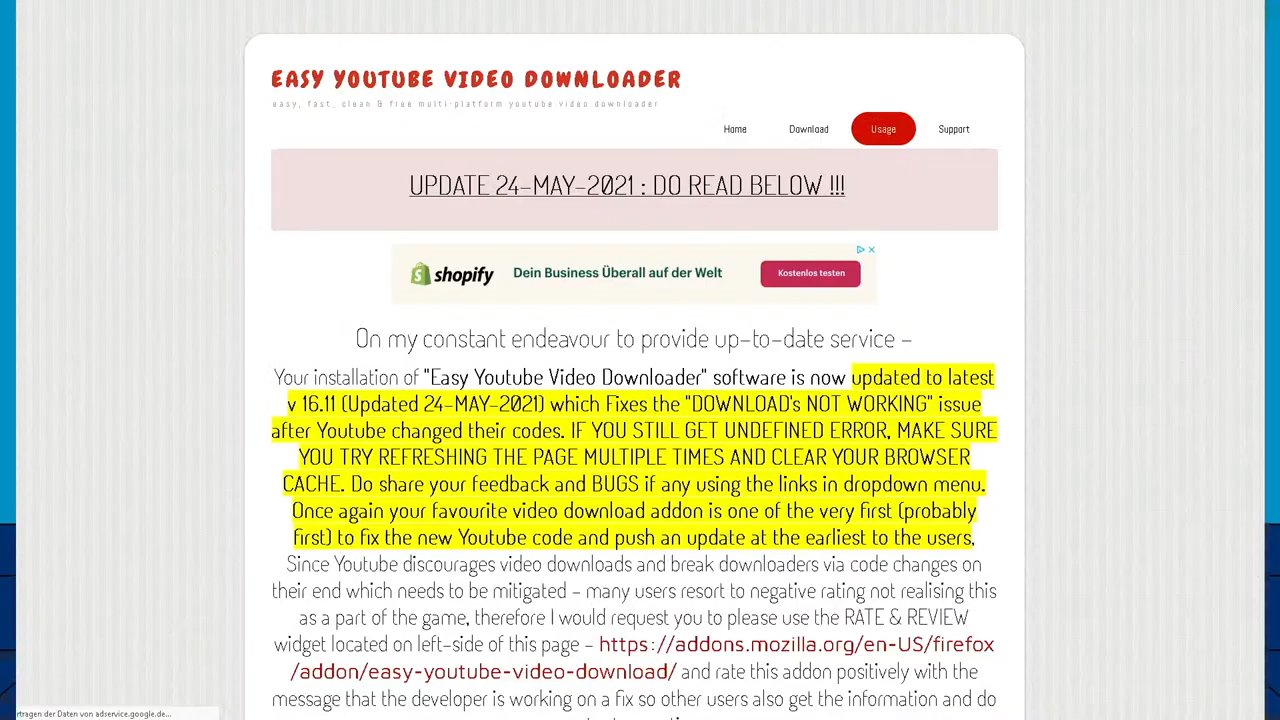 EASY YOUTUBE VIDEO DOWNLOADER
easy, fast, clean & free multi-platform youtube video downloader
Home Download Usage Support
UPDATE 24-MAY-2021 : DO READ BELOW !!!
shopify Dein Business Überall auf der Welt Kostenlos testen
On my constant endeavour to provide up-to-date service -
Your installation of "Easy Youtube Video Downloader" software is now updated to latest
v 16.11 (Updated 24-MAY-2021) which Fixes the "DOWNLOAD's NOT WORKING" issue
after Youtube changed their codes. IF YOU STILL GET UNDEFINED ERROR, MAKE SURE
YOU TRY REFRESHING THE PAGE MULTIPLE TIMES AND CLEAR YOUR BROWSER
CACHE. Do share your feedback and BUGS if any using the links in dropdown menu.
Once again your favourite video download addon is one of the very first (probably
first) to fix the new Youtube code and push an update at the earliest to the users.
Since Youtube discourages video downloads and break downloaders via code changes on
their end which needs to be mitigated - many users resort to negative rating not realising this
as a part of the game, therefore I would request you to please use the RATE & REVIEW
widget located on left-side of this page - https://addons.mozilla.org/en-US/firefox
/addon/easy-youtube-video-download/ and rate this addon positively with the
message that the developer is working on a fix so other users also get the information and do
rtragen der Daten von adservice.google.de...